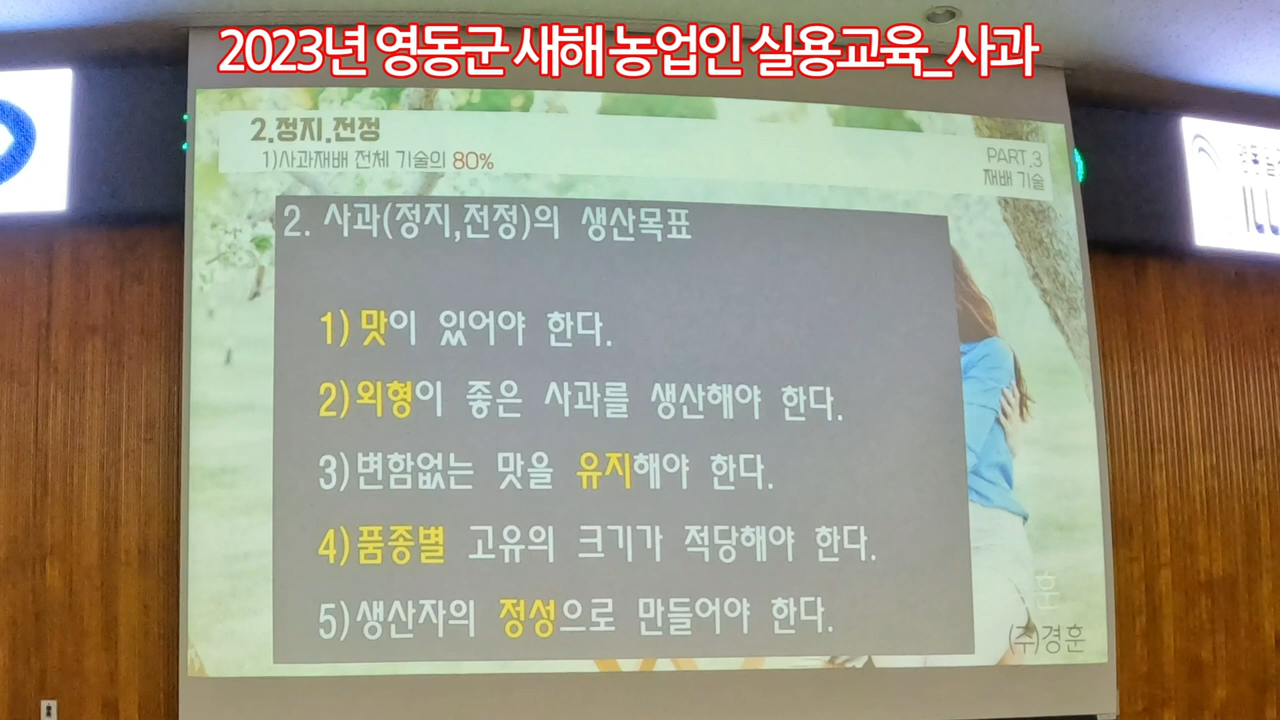 2023년 영동군 새해 농업인 실용교육_사과
2.정지.전정
1)사과재배 전체 기술의 80%
PART.3
재배 기술
2. 사과(정지,전정)의 생산목표
1) 맛이 있어야 한다.
2) 외형이 좋은 사과를 생산해야 한다.
3) 변함없는 맛을 유지해야 한다.
4) 품종별 고유의 크기가 적당해야 한다.
5) 생산자의 정성으로 만들어야 한다.
훈
(주)경훈